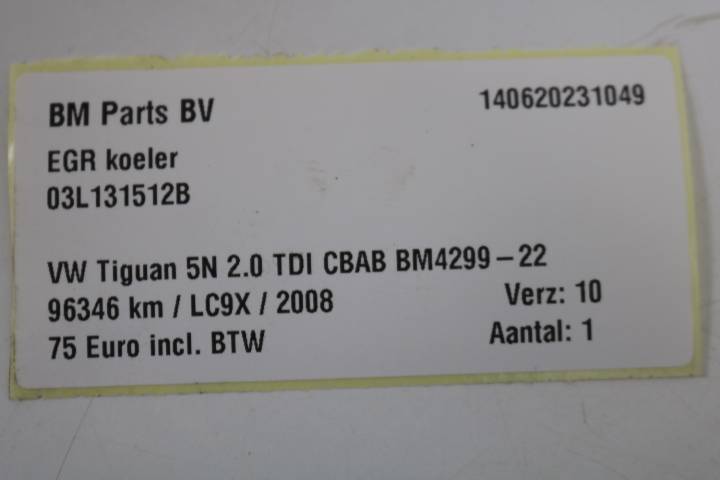 BM Parts BV 140620231049
EGR koeler
03L131512B
VW Tiguan 5N 2.0 TDI CBAB BM4299-22
96346 km / LC9X / 2008 Verz: 10
75 Euro incl. BTW Aantal: 1